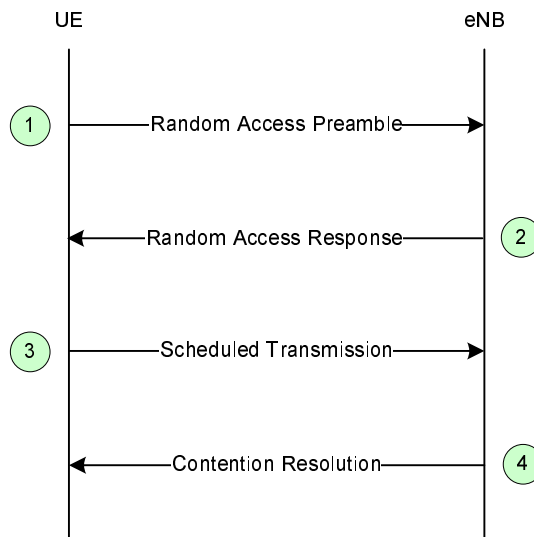 UE eNB
1 Random Access Preamble
Random Access Response 2
3 Scheduled Transmission
Contention Resolution 4